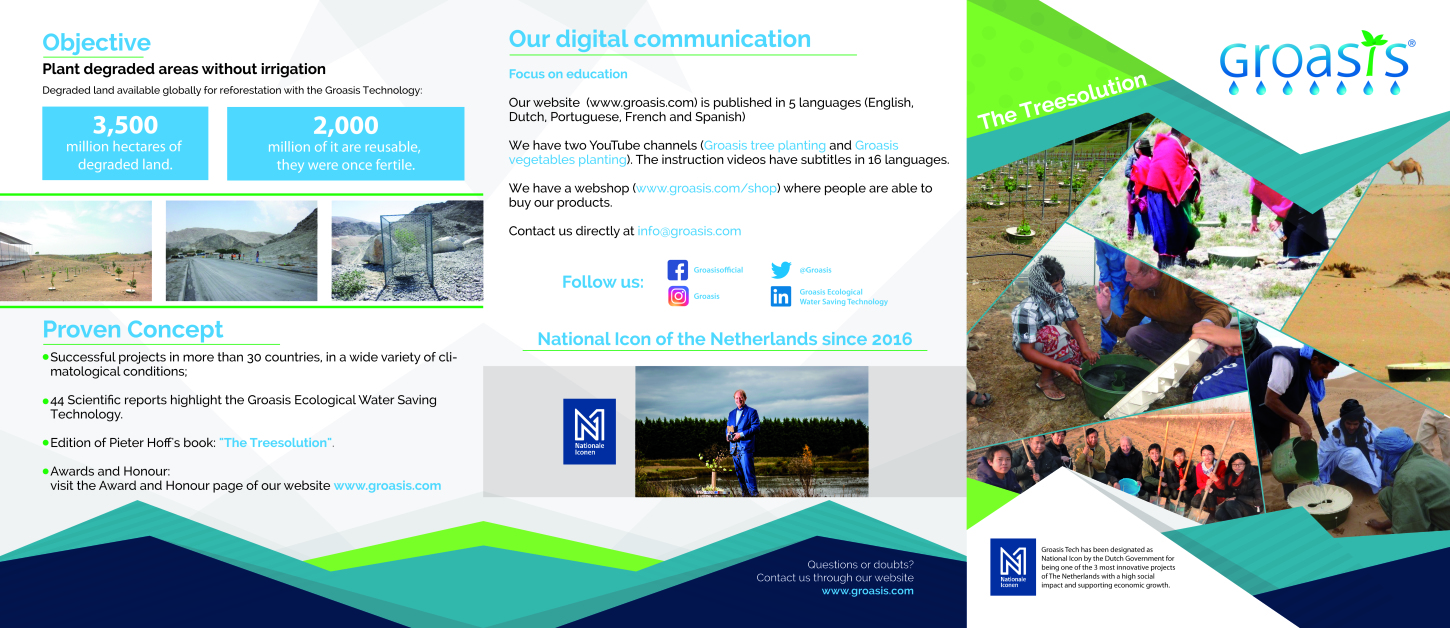 Objective
Plant degraded areas without irrigation
Degraded land available globally for reforestation with the Groasis Technology:
3,500
million hectares of
degraded land.
2,000
million of it are reusable,
they were once fertile.
Proven Concept
Successful projects in more than 30 countries, in a wide variety of cli-
matological conditions;
44 Scientific reports highlight the Groasis Ecological Water Saving
Technology.
Edition of Pieter Hoff's book: "The Treesolution".
Awards and Honour:
visit the Award and Honour page of our website www.groasis.com
Our digital communication
Focus on education
Our website (www.groasis.com) is published in 5 languages (English,
Dutch, Portuguese, French and Spanish)
We have two YouTube channels (Groasis tree planting and Groasis
vegetables planting). The instruction videos have subtitles in 16 languages.
We have a webshop (www.groasis.com/shop) where people are able to
buy our products.
Contact us directly at info@groasis.com
Follow us:
Groasisofficial
@Groasis
Groasis
Groasis Ecological
Water Saving Technology
National Icon of the Netherlands since 2016
Nationale
Iconen
Questions or doubts?
Contact us through our website
www.groasis.com
The Treesolution
groasis®
Nationale
Iconen
Groasis Tech has been designated as
National Icon by the Dutch Government for
being one of the 3 most innovative projects
of The Netherlands with a high social
impact and supporting economic growth.